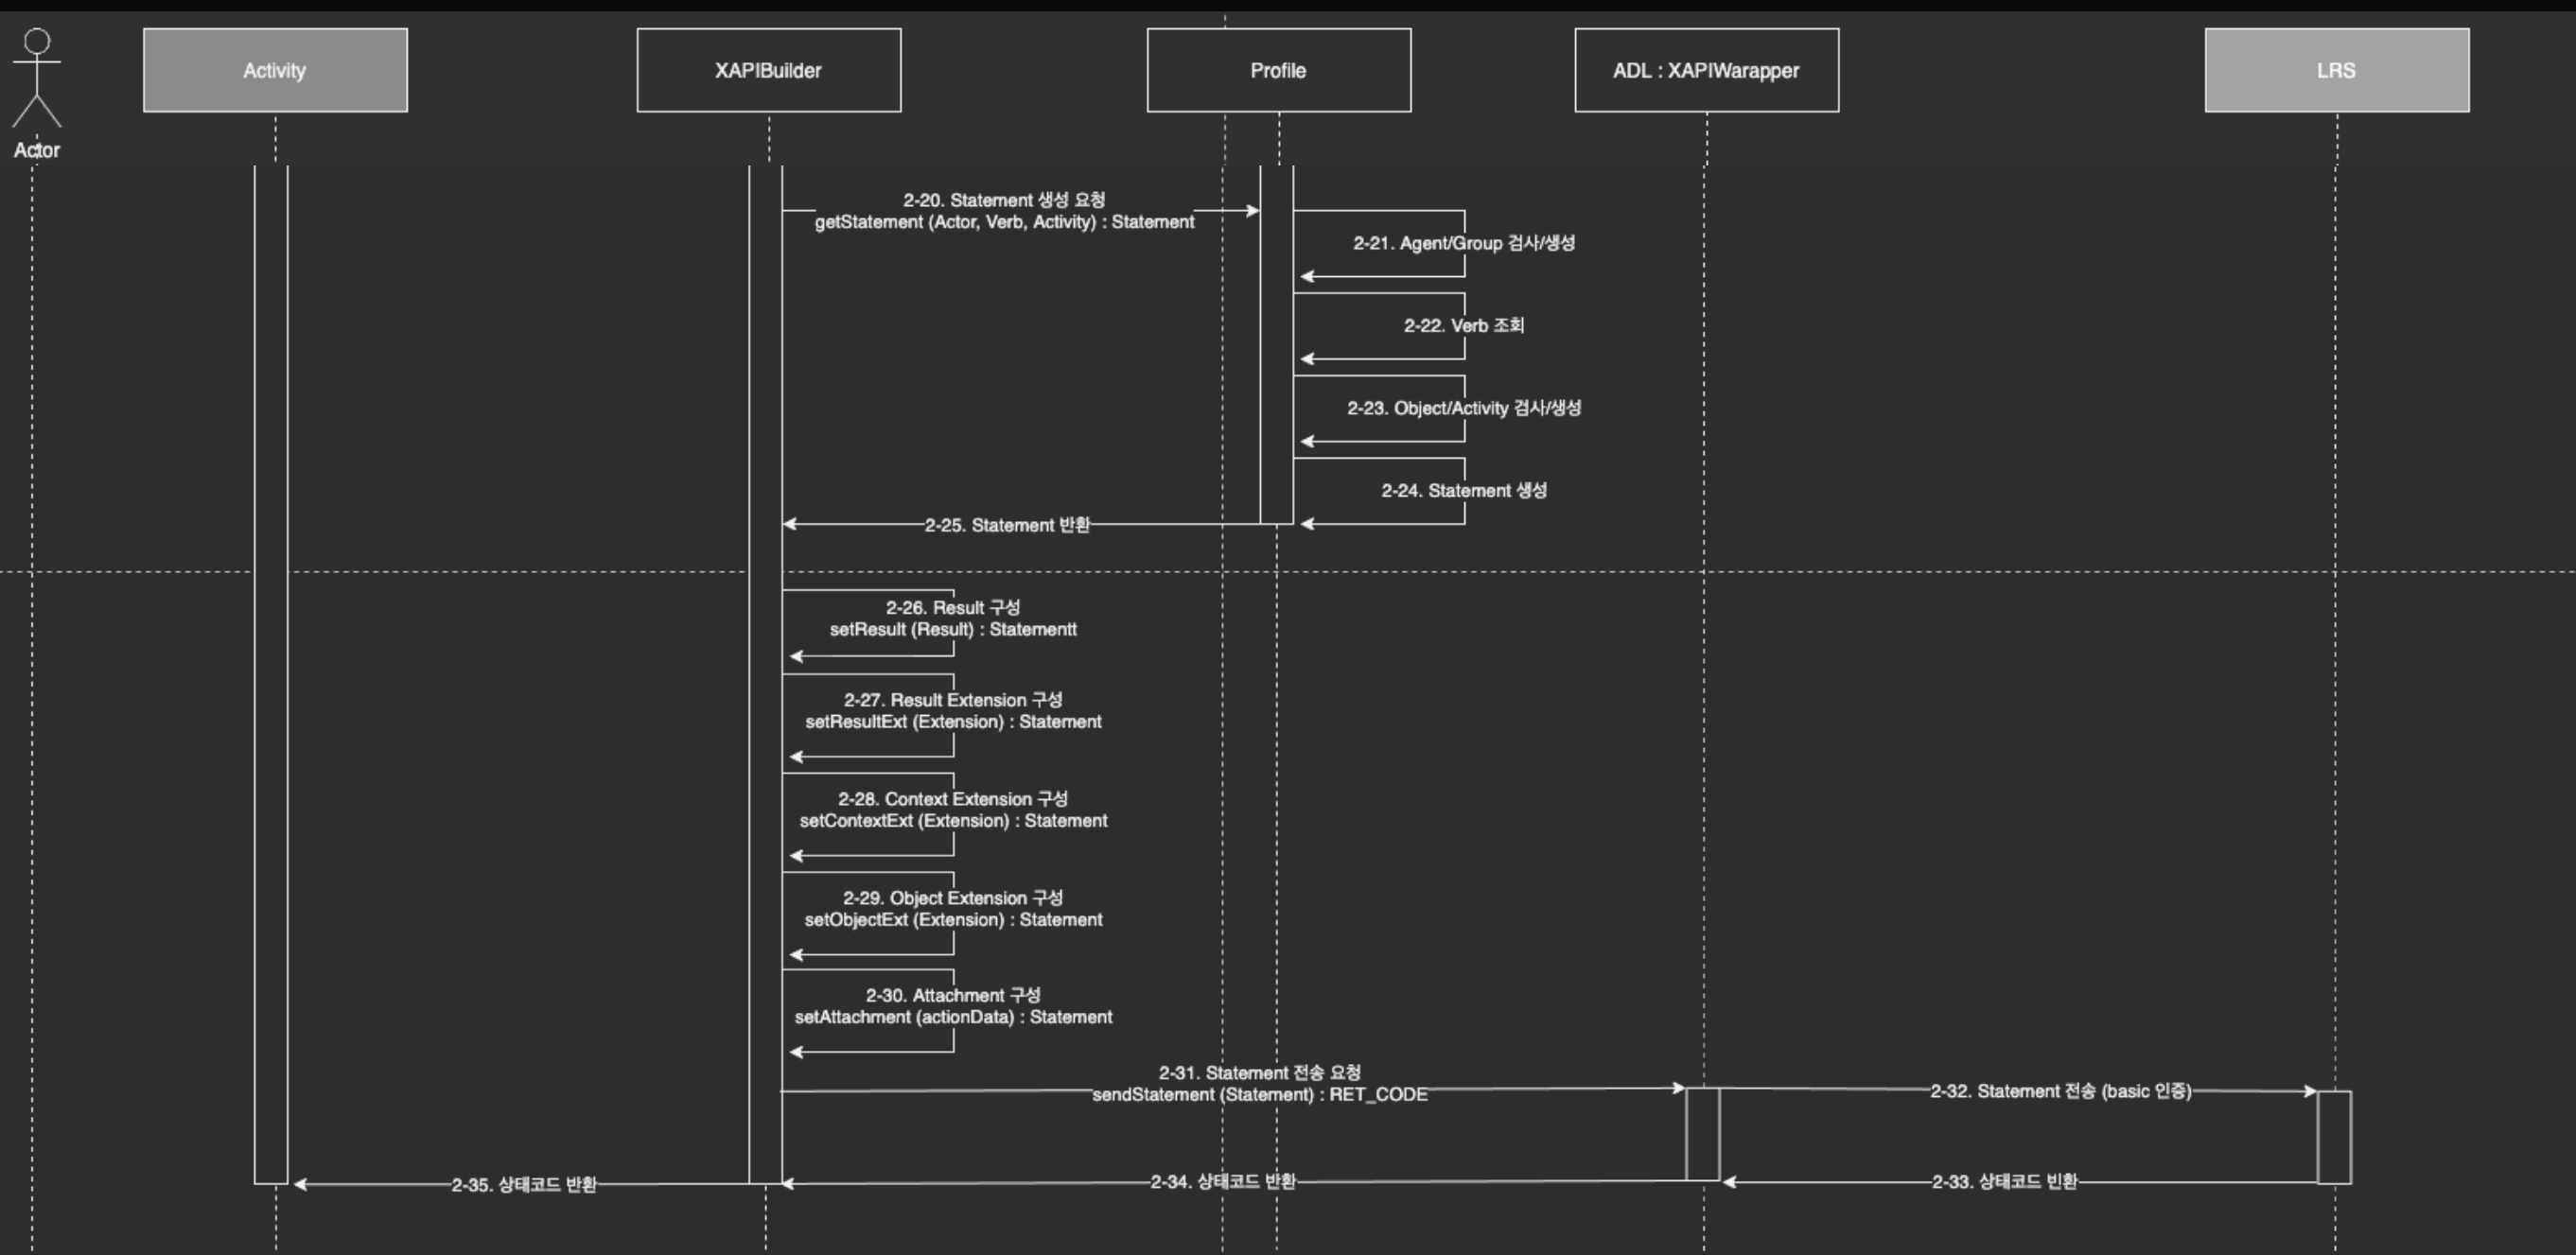 Activity
XAPIBuilder
Profile
ADL : XAPIWarapper
LRS
Actor
2-20. Statement 생성 요청
getStatement (Actor, Verb, Activity) : Statement
2-21. Agent/Group 검사/생성
2-22. Verb 조회
2-23. Object/Activity 검사/생성
2-24. Statement 생성
2-25. Statement 반환
2-26. Result 구성
setResult (Result) : Statementt
2-27. Result Extension 구성
setResultExt (Extension) : Statement
2-28. Context Extension 구성
setContextExt (Extension) : Statement
2-29. Object Extension 구성
setObjectExt (Extension) : Statement
2-30. Attachment 구성
setAttachment (actionData) : Statement
2-31. Statement 전송 요청
sendStatement (Statement) : RET_CODE
2-32. Statement 전송 (basic 인증)
2-33. 상태코드 빈환
2-34. 상태코드 반환
2-35. 상태코드 반환